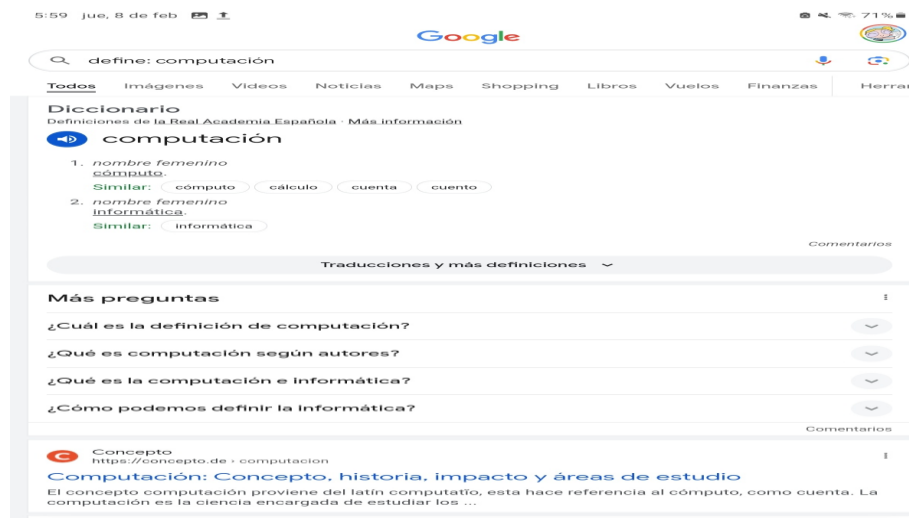 5:59 jue, 8 de feb 71%
Google
define: computación
Todos Imágenes Videos Noticias Maps Shopping Libros Vuelos Finanzas Herrar
Diccionario
Definiciones de la Real Academia Española · Más información
computación
1. nombre femenino
cómputo.
Similar: cómputo cálculo cuenta cuento
2. nombre femenino
informática.
Similar: informática
Comentarios
Traducciones y más definiciones
Más preguntas
¿Cuál es la definición de computación?
¿Qué es computación según autores?
¿Qué es la computación e informática?
¿Cómo podemos definir la informática?
Comentarios
Concepto
https://concepto.de › computacion
Computación: Concepto, historia, impacto y áreas de estudio
El concepto computación proviene del latín computatĭo, esta hace referencia al cómputo, como cuenta. La
computación es la ciencia encargada de estudiar los ...